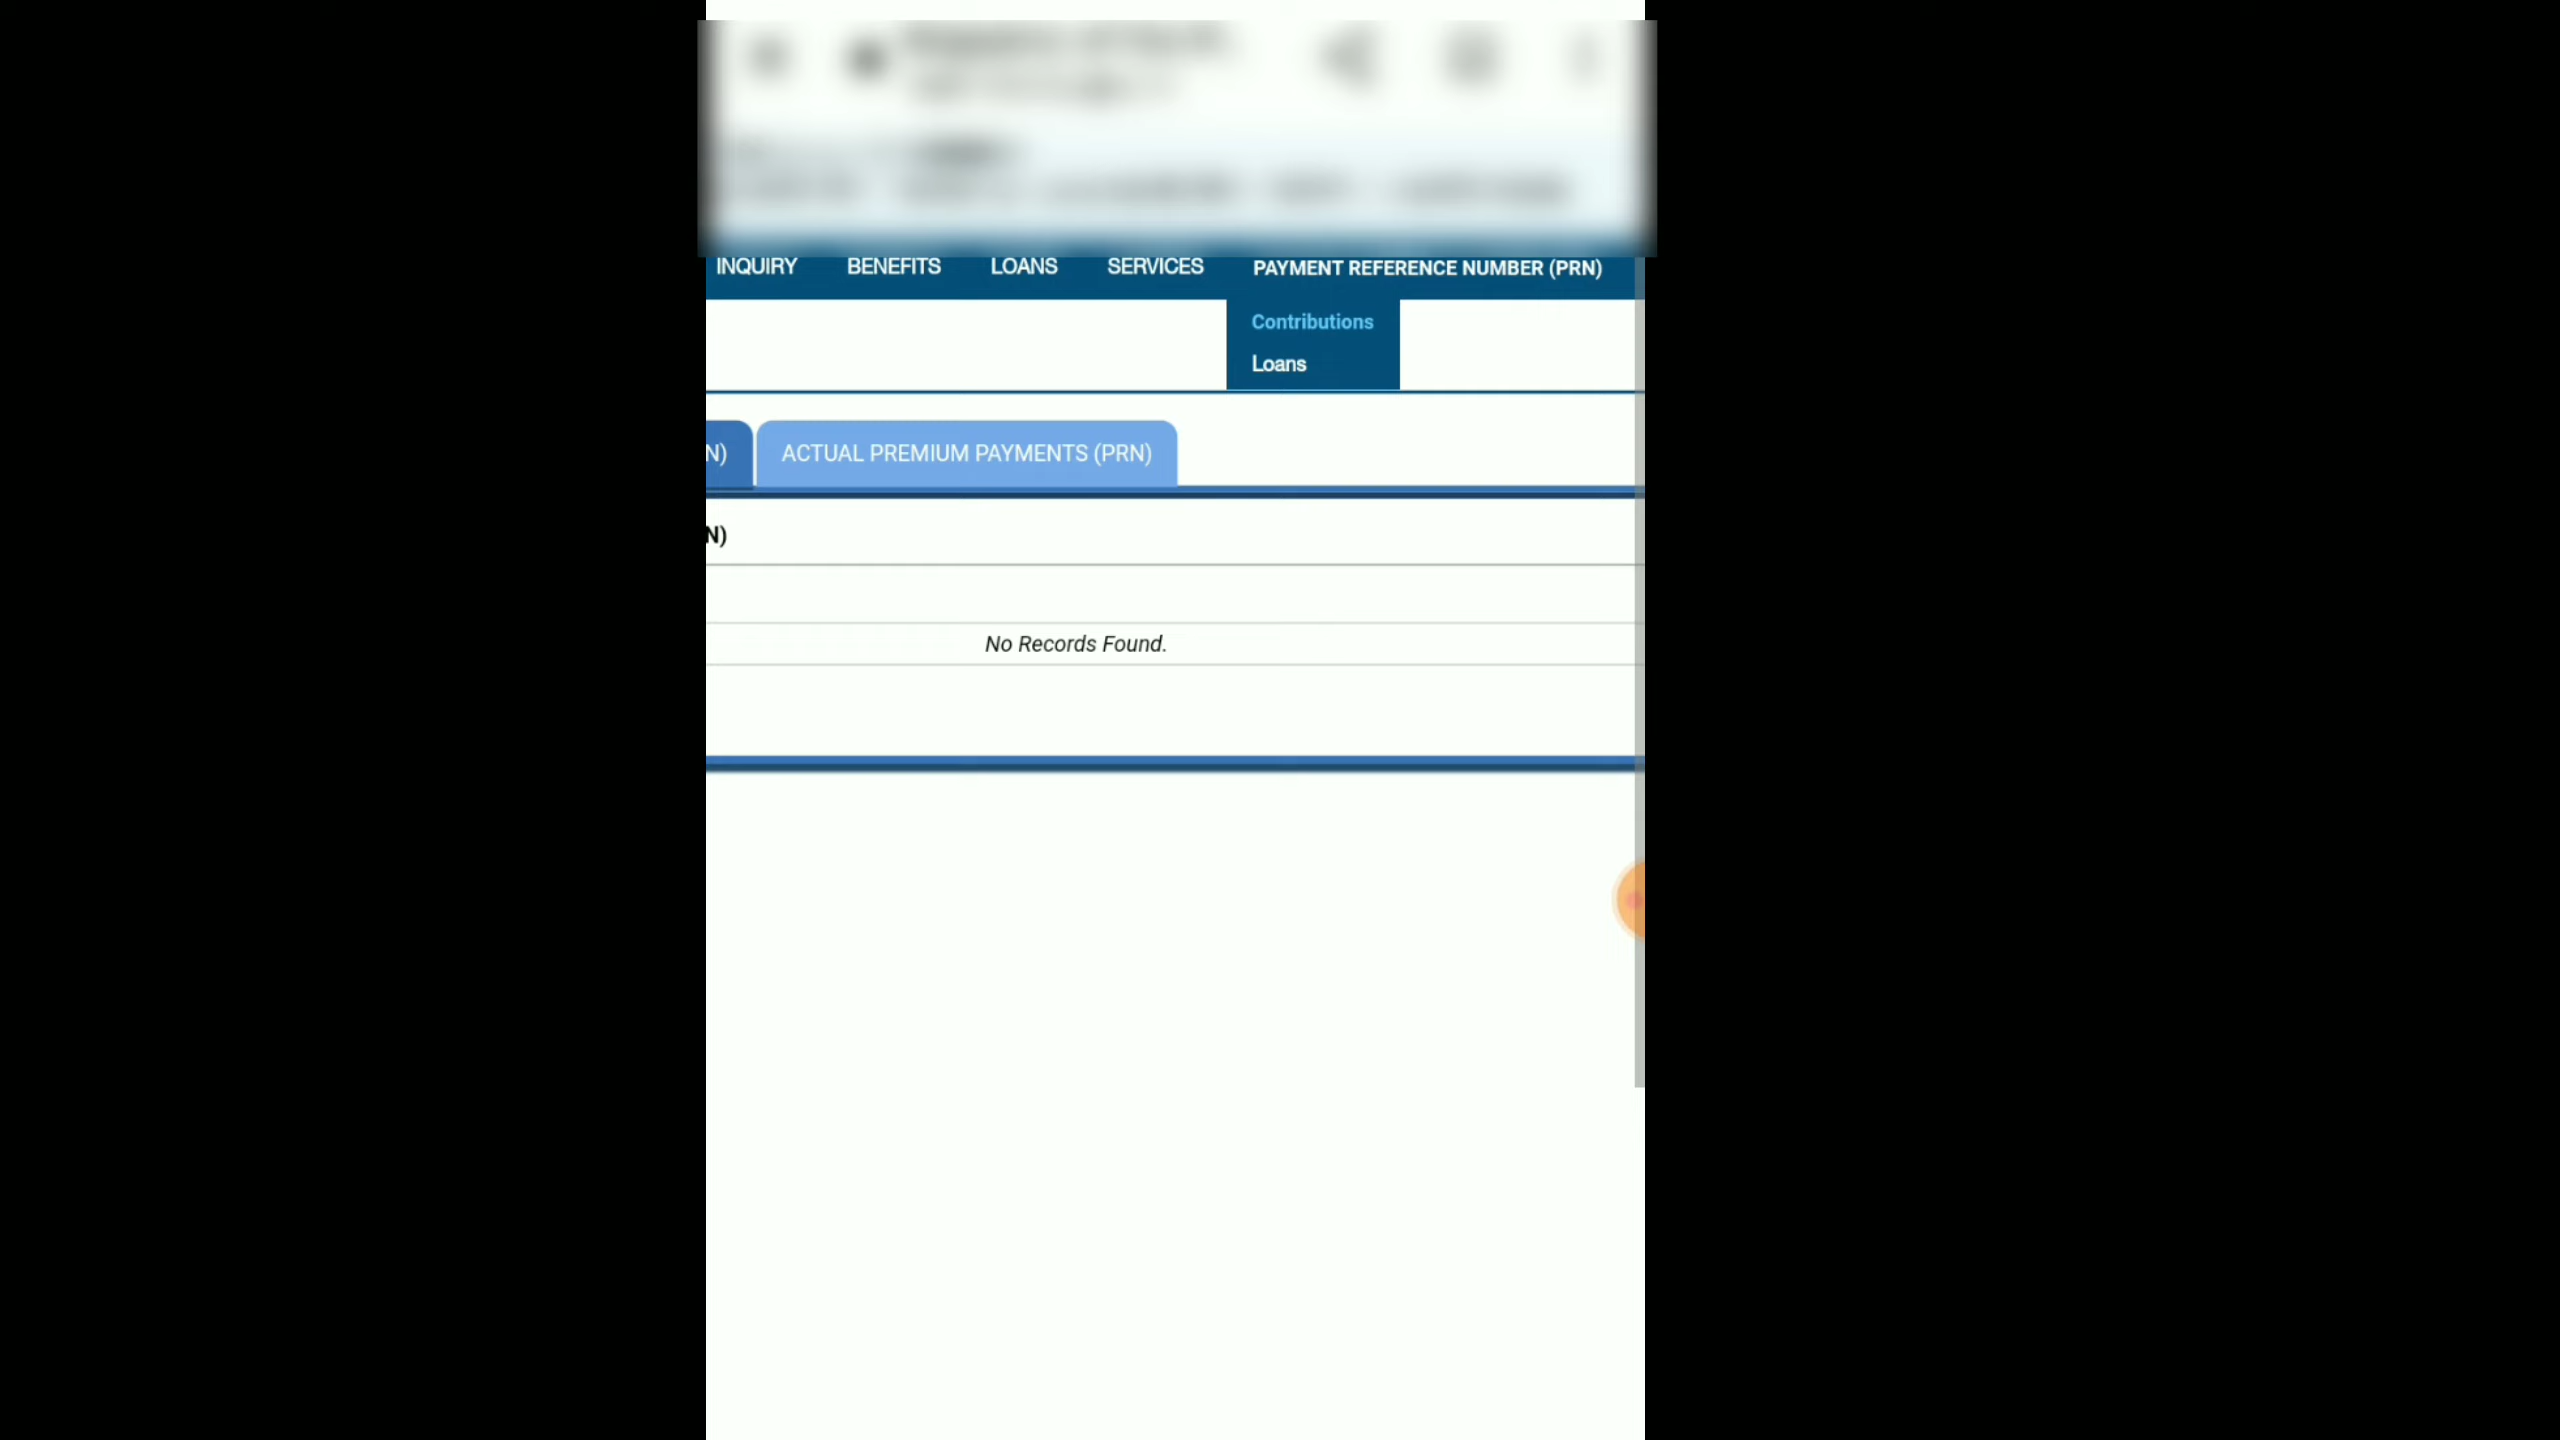 INQUIRY BENEFITS LOANS SERVICES PAYMENT REFERENCE NUMBER (PRN)
Contributions
Loans
N) ACTUAL PREMIUM PAYMENTS (PRN)
N)
No Records Found.